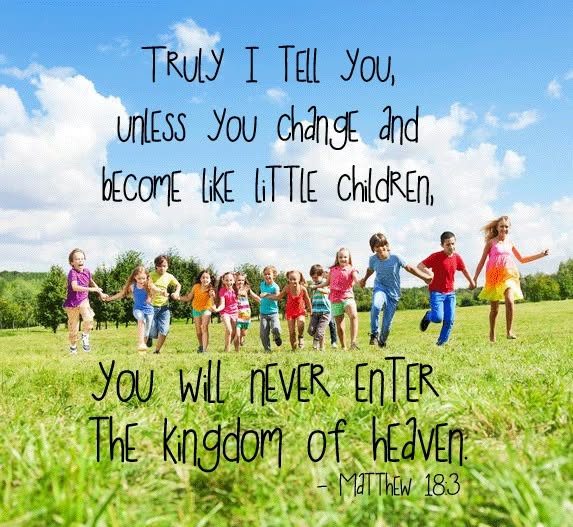 Truly I Tell You,
unless you change and
become like little children,
you will never enter
The kingdom of heaven.
- Matthew 18:3